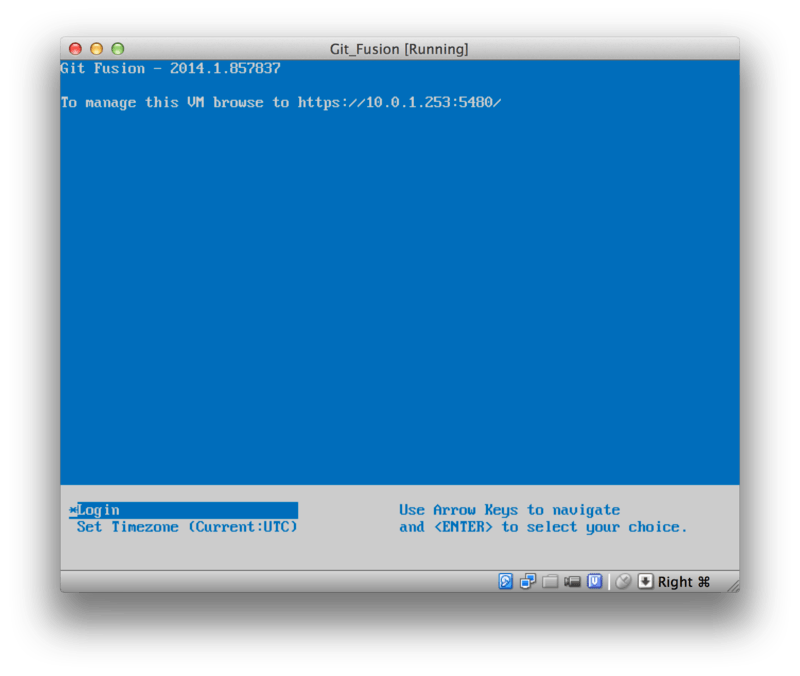 Git_Fusion [Running]
Git Fusion - 2014.1.857837
To manage this VM browse to https://10.0.1.253:5480/
*Login
Set Timezone (Current:UTC)
Use Arrow Keys to navigate
and <ENTER> to select your choice.
Right ⌘